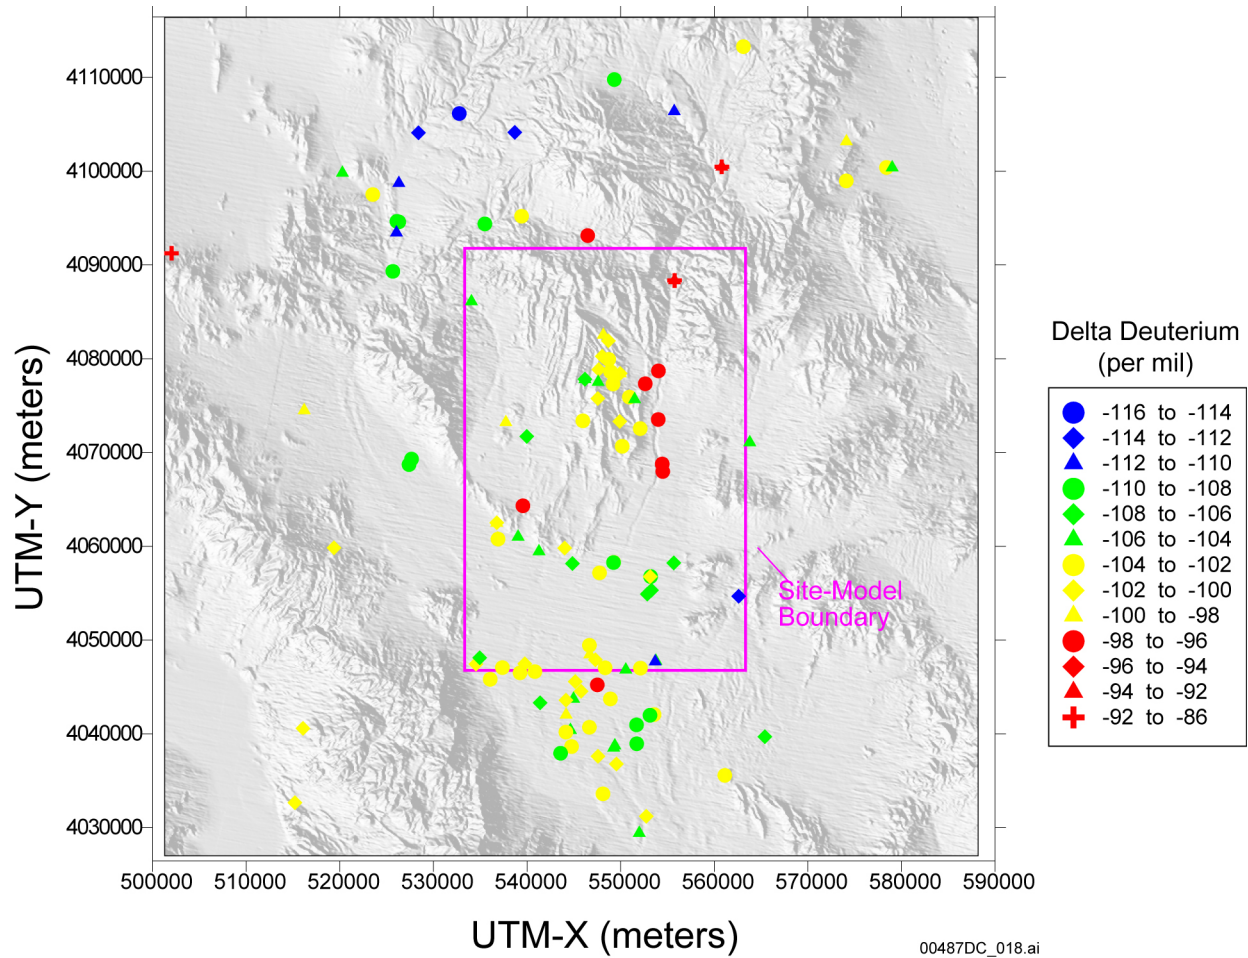 4110000
4100000
4090000
4080000
4070000
4060000
4050000
4040000
4030000
UTM-Y (meters)
500000 510000 520000 530000 540000 550000 560000 570000 580000 590000
UTM-X (meters)
Site-Model
Boundary
Delta Deuterium
(per mil)
-116 to -114
-114 to -112
-112 to -110
-110 to -108
-108 to -106
-106 to -104
-104 to -102
-102 to -100
-100 to -98
-98 to -96
-96 to -94
-94 to -92
-92 to -86
00487DC_018.ai